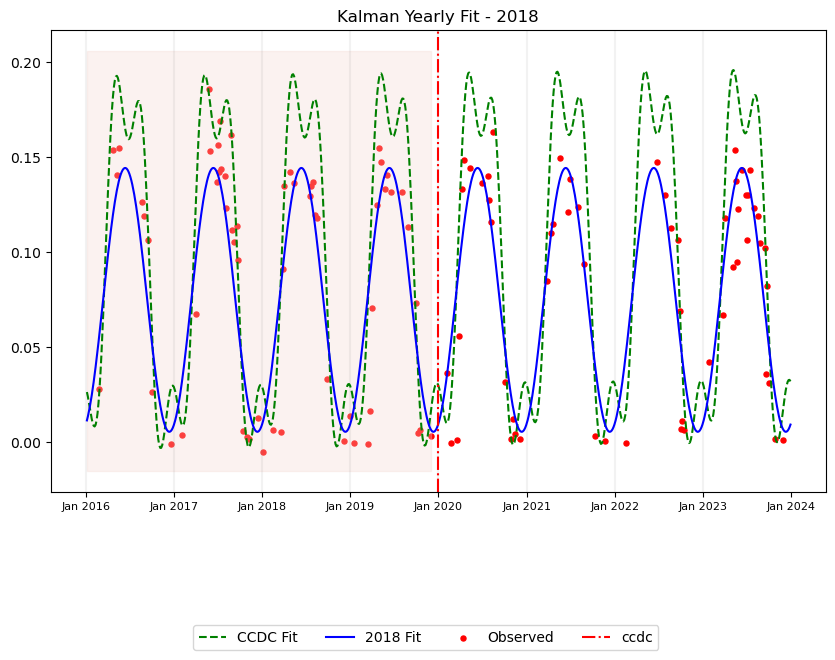 Kalman Yearly Fit - 2018
0.20
0.15
0.10
0.05
0.00
Jan 2016 Jan 2017 Jan 2018 Jan 2019 Jan 2020 Jan 2021 Jan 2022 Jan 2023 Jan 2024
CCDC Fit 2018 Fit Observed ccdc